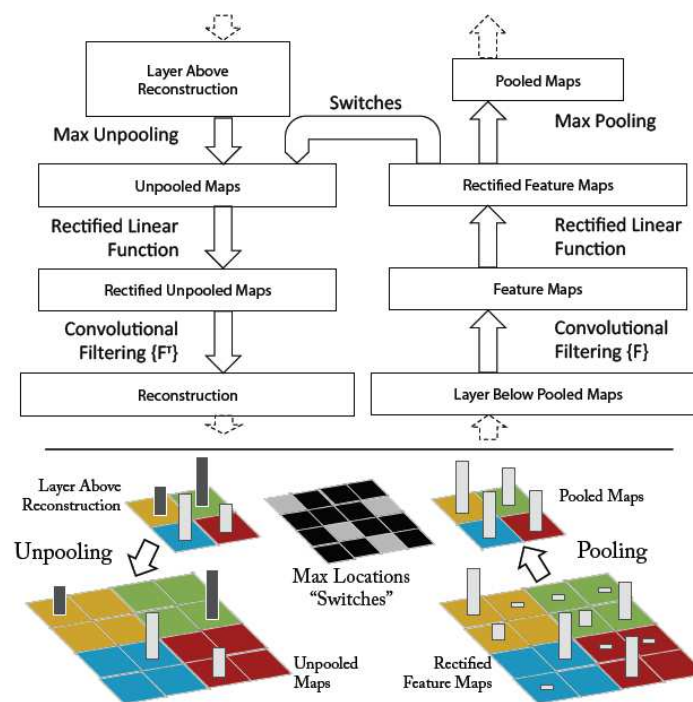 Layer Above
Reconstruction
Pooled Maps
Switches
Max Unpooling
Max Pooling
Unpooled Maps
Rectified Feature Maps
Rectified Linear
Function
Rectified Linear
Function
Rectified Unpooled Maps
Feature Maps
Convolutional
Filtering {Fᵀ}
Convolutional
Filtering {F}
Reconstruction
Layer Below Pooled Maps
Layer Above
Reconstruction
Pooled Maps
Unpooling
Pooling
Max Locations
“Switches”
Unpooled
Maps
Rectified
Feature Maps